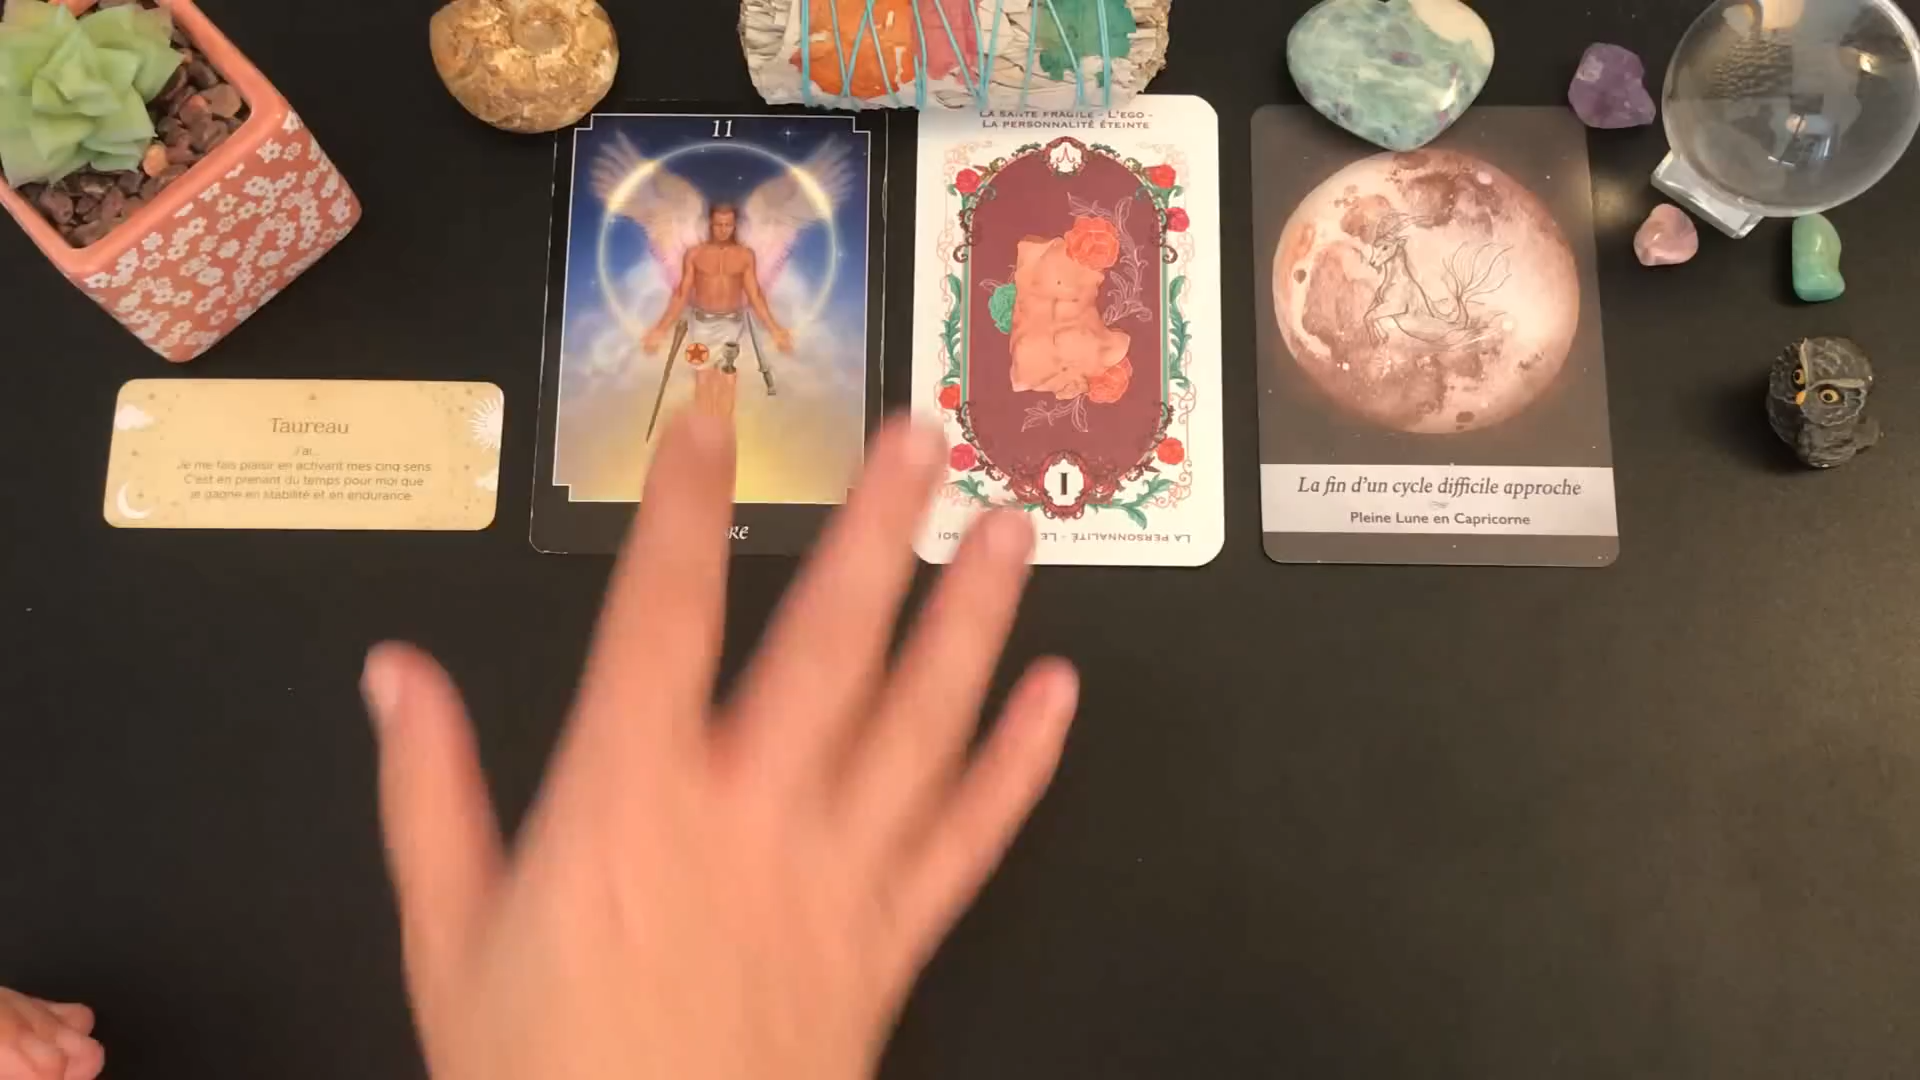 Taureau
J'ai...
Je me fais plaisir en activant mes cinq sens.
C'est en prenant du temps pour moi que
je gagne en stabilité et en endurance.
11
LA SANTÉ FRAGILE - L'EGO -
LA PERSONNALITÉ ÉTEINTE
I
LA PERSONNALITÉ - LE
SOI
La fin d'un cycle difficile approche
Pleine Lune en Capricorne